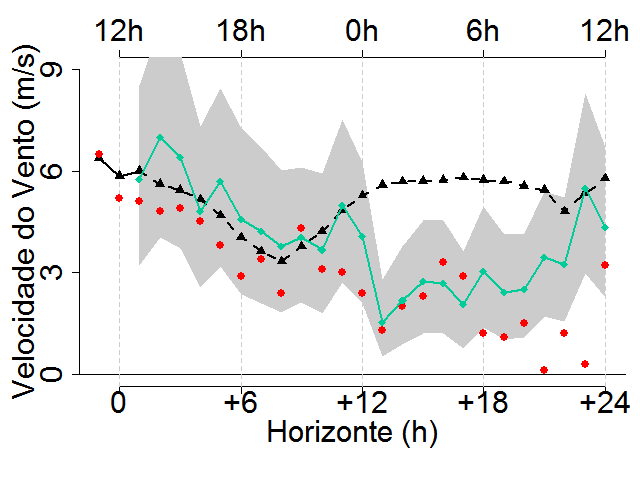 12h 18h 0h 6h 12h
Velocidade do Vento (m/s)
9
6
3
0
0 +6 +12 +18 +24
Horizonte (h)